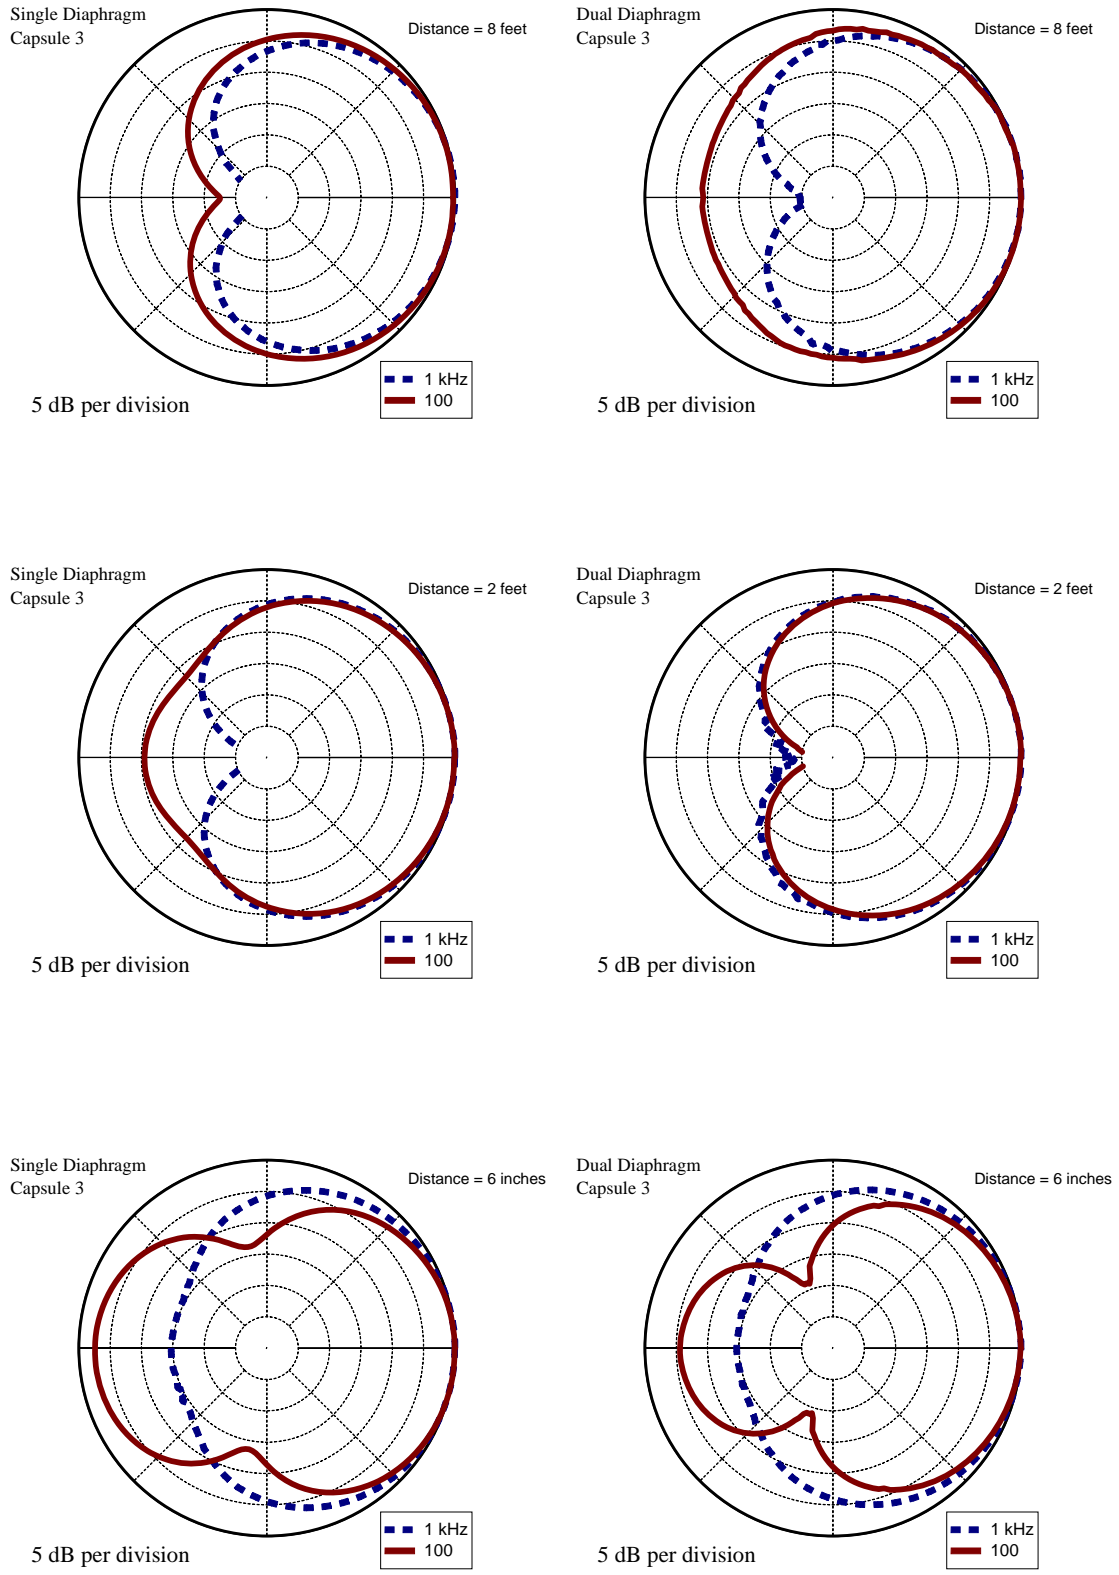 Single Diaphragm
Capsule 3
Distance = 8 feet
1 kHz
100
5 dB per division
Dual Diaphragm
Capsule 3
Distance = 8 feet
1 kHz
100
5 dB per division
Single Diaphragm
Capsule 3
Distance = 2 feet
1 kHz
100
5 dB per division
Dual Diaphragm
Capsule 3
Distance = 2 feet
1 kHz
100
5 dB per division
Single Diaphragm
Capsule 3
Distance = 6 inches
1 kHz
100
5 dB per division
Dual Diaphragm
Capsule 3
Distance = 6 inches
1 kHz
100
5 dB per division